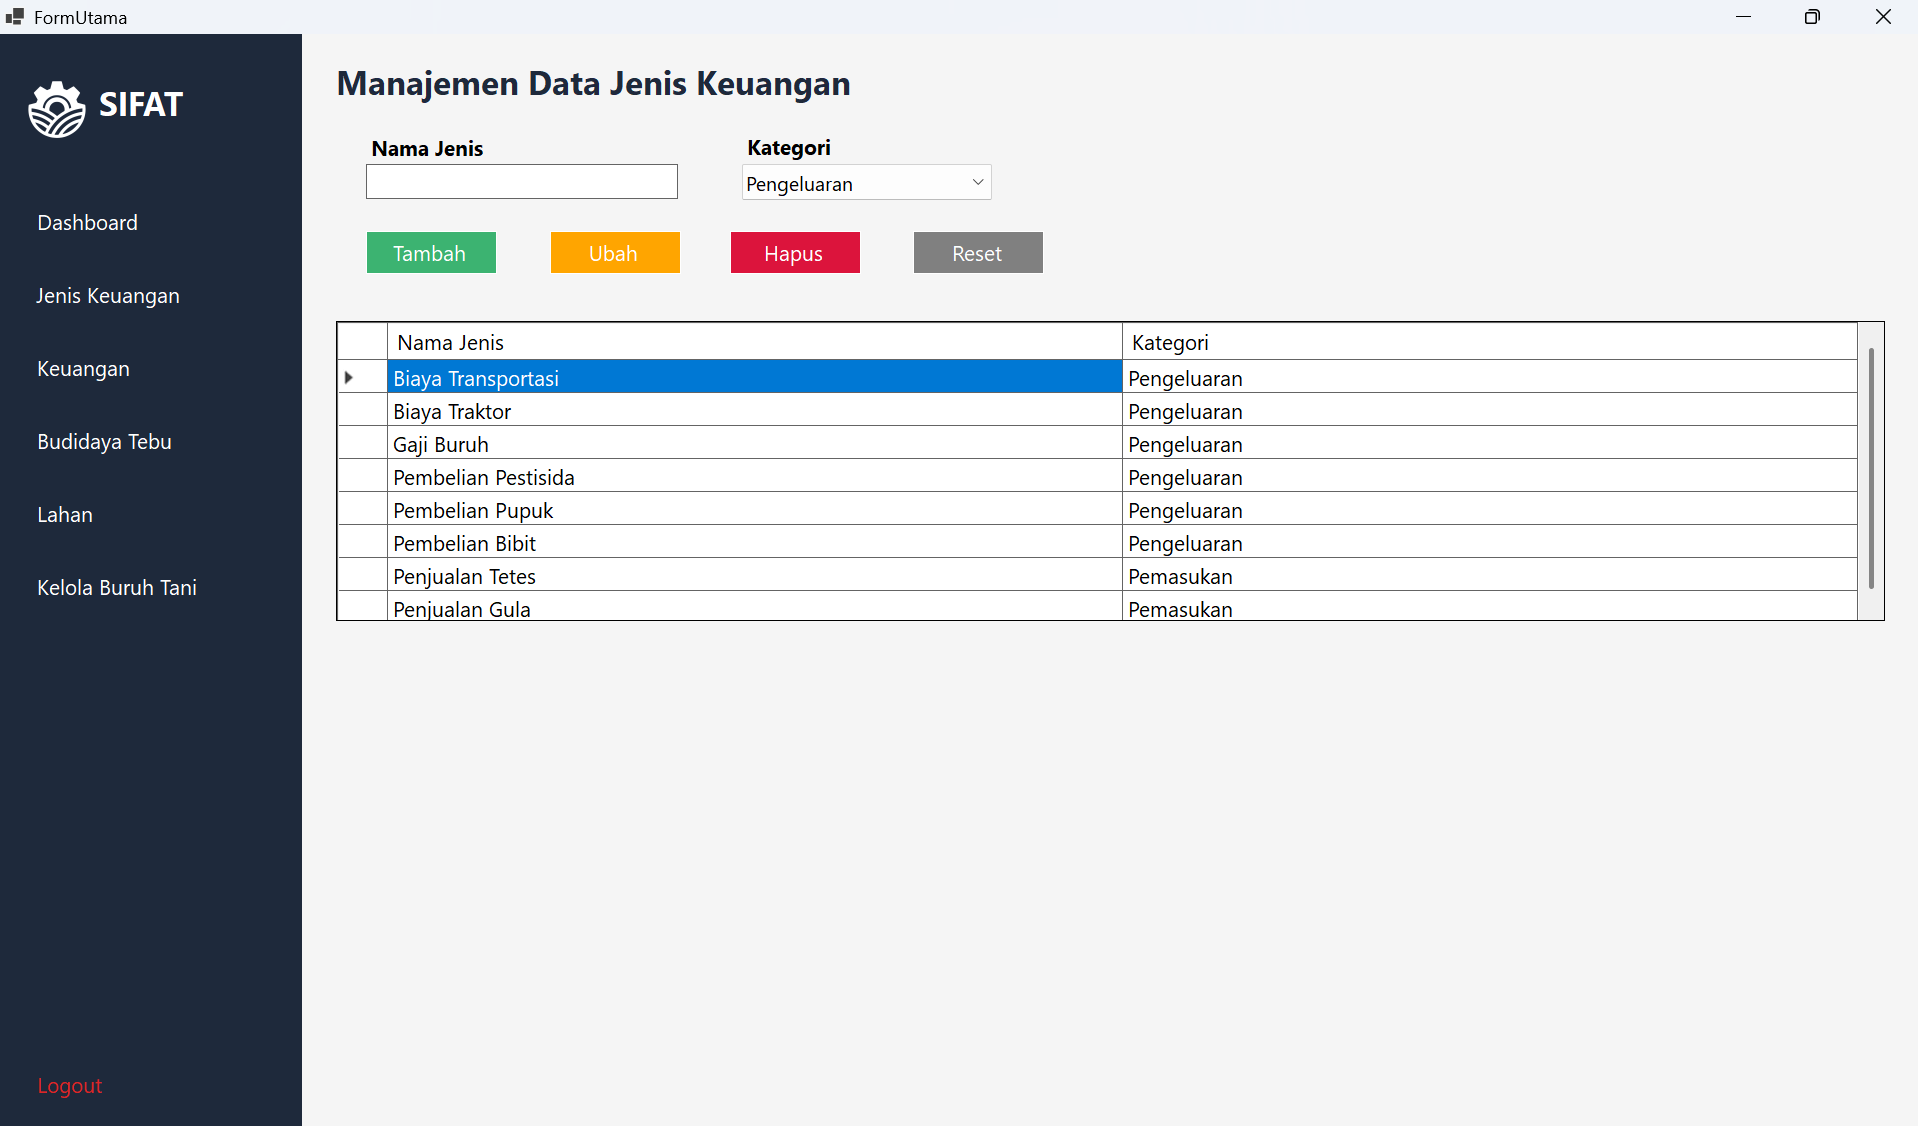 FormUtama
SIFAT
Dashboard
Jenis Keuangan
Keuangan
Budidaya Tebu
Lahan
Kelola Buruh Tani
Logout
Manajemen Data Jenis Keuangan
Nama Jenis Kategori
Pengeluaran
Tambah Ubah Hapus Reset
Nama Jenis Kategori
Biaya Transportasi Pengeluaran
Biaya Traktor Pengeluaran
Gaji Buruh Pengeluaran
Pembelian Pestisida Pengeluaran
Pembelian Pupuk Pengeluaran
Pembelian Bibit Pengeluaran
Penjualan Tetes Pemasukan
Penjualan Gula Pemasukan